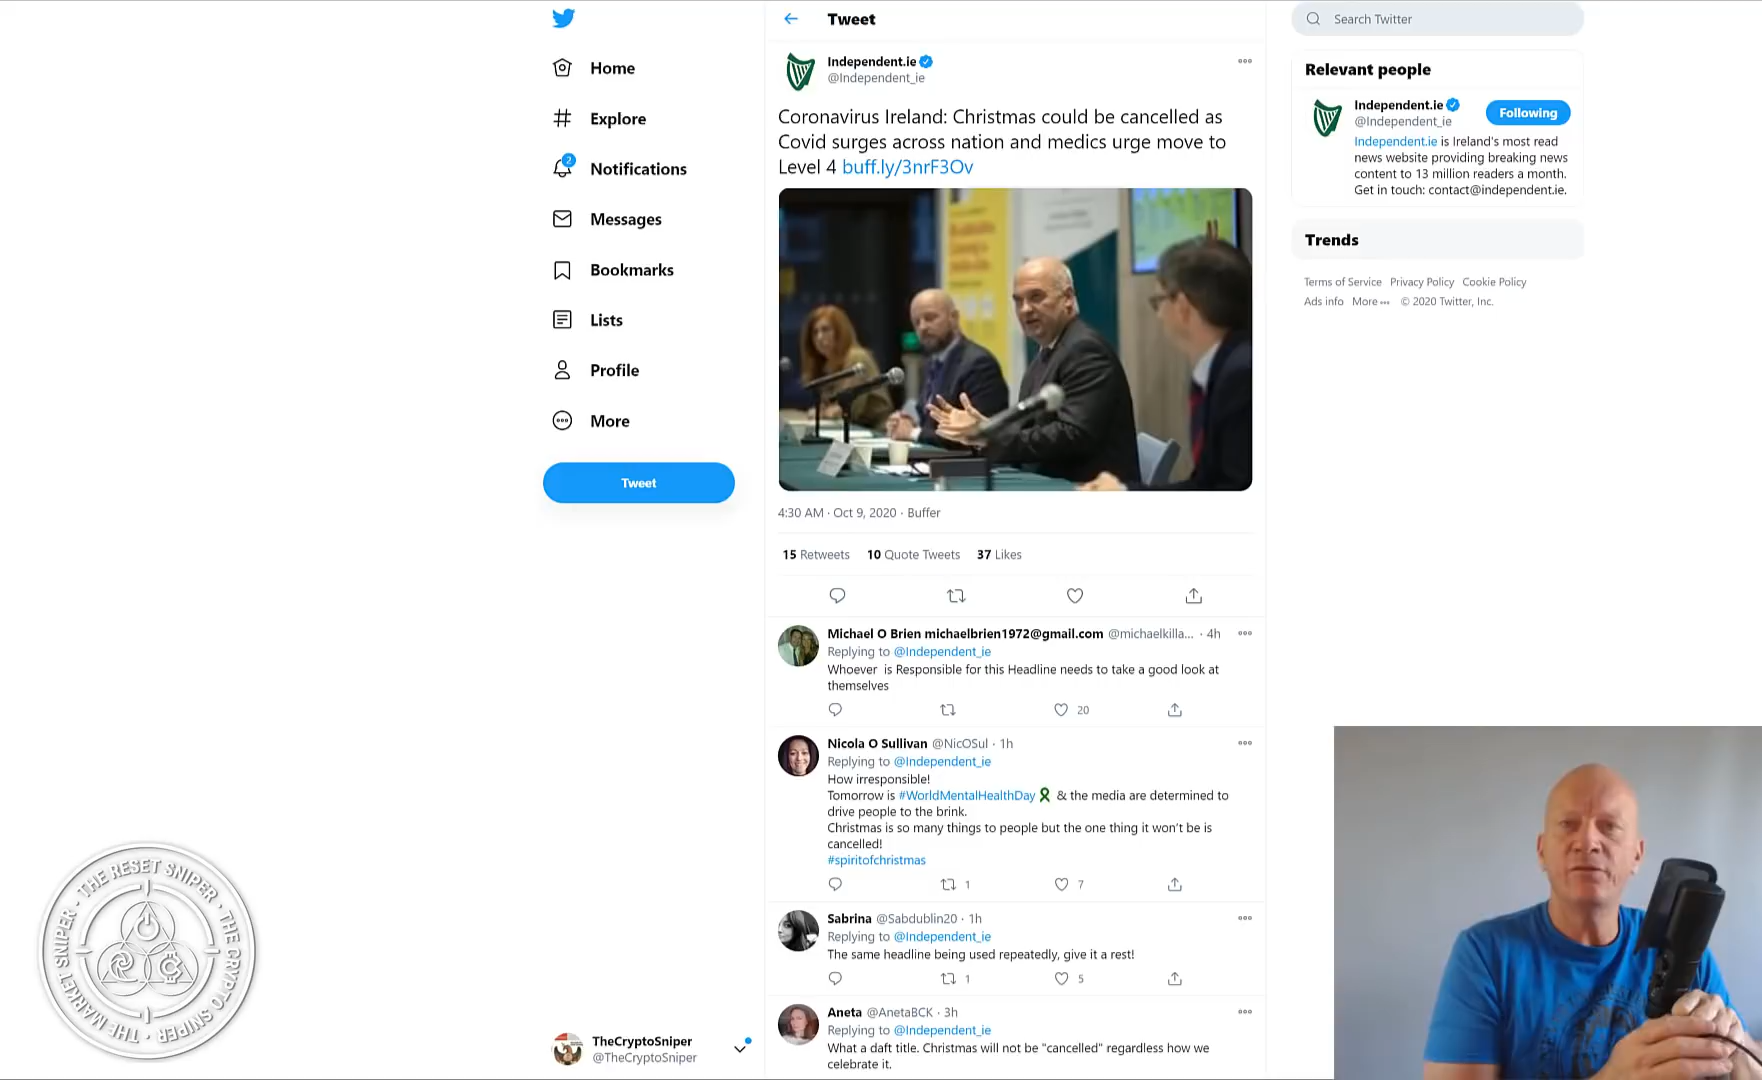 Home
Explore
2
Notifications
Messages
Bookmarks
Lists
Profile
More
Tweet
TheCryptoSniper
@TheCryptoSniper
THE RESET SNIPER · THE CRYPTO SNIPER · THE MARKET SNIPER ·
Tweet
Independent.ie
@Independent_ie
Coronavirus Ireland: Christmas could be cancelled as
Covid surges across nation and medics urge move to
Level 4 buff.ly/3nrF3Ov
4:30 AM · Oct 9, 2020 · Buffer
15 Retweets 10 Quote Tweets 37 Likes
Michael O Brien michaelbrien1972@gmail.com @michaelkilla... · 4h
Replying to @Independent_ie
Whoever is Responsible for this Headline needs to take a good look at
themselves
20
Nicola O Sullivan @NicOSul · 1h
Replying to @Independent_ie
How irresponsible!
Tomorrow is #WorldMentalHealthDay & the media are determined to
drive people to the brink.
Christmas is so many things to people but the one thing it won't be is
cancelled!
#spiritofchristmas
1 7
Sabrina @Sabdublin20 · 1h
Replying to @Independent_ie
The same headline being used repeatedly, give it a rest!
1 5
Aneta @AnetaBCK · 3h
Replying to @Independent_ie
What a daft title. Christmas will not be "cancelled" regardless how we
celebrate it.
Search Twitter
Relevant people
Independent.ie
@Independent_ie
Following
Independent.ie is Ireland's most read
news website providing breaking news
content to 13 million readers a month.
Get in touch: contact@independent.ie.
Trends
Terms of Service Privacy Policy Cookie Policy
Ads info More ••• © 2020 Twitter, Inc.